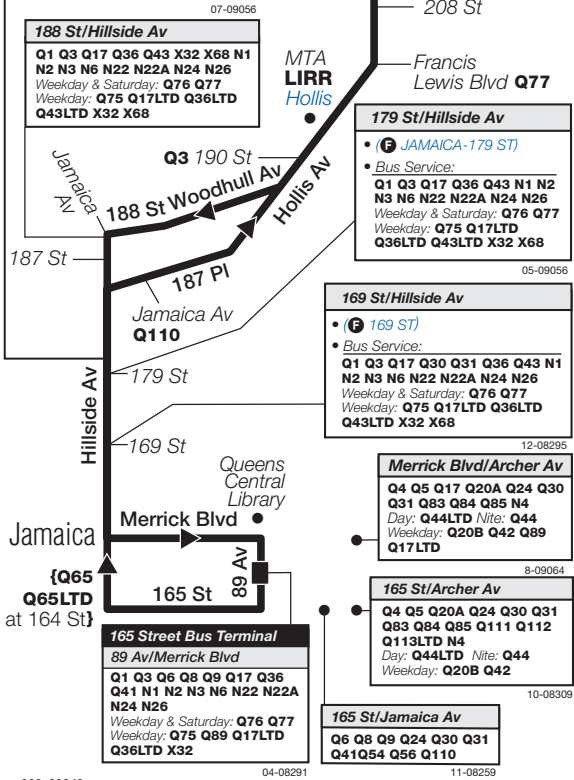 07-09056
208 St
188 St/Hillside Av
Q1 Q3 Q17 Q36 Q43 X32 X68 N1
N2 N3 N6 N22 N22A N24 N26
Weekday & Saturday: Q76 Q77
Weekday: Q75 Q17LTD Q36LTD
Q43LTD X32 X68
MTA
LIRR
Hollis
Francis
Lewis Blvd Q77
179 St/Hillside Av
• (F JAMAICA-179 ST)
• Bus Service:
Q1 Q3 Q17 Q36 Q43 N1 N2
N3 N6 N22 N22A N24 N26
Weekday & Saturday: Q76 Q77
Weekday: Q75 Q17LTD
Q36LTD Q43LTD X32 X68
05-09056
Q3 190 St
Jamaica
Av
188 St Woodhull Av
Hollis Av
187 St
187 Pl
Jamaica Av
Q110
169 St/Hillside Av
• (F 169 ST)
• Bus Service:
Q1 Q3 Q17 Q30 Q31 Q36 Q43 N1
N2 N3 N6 N22 N22A N24 N26
Weekday & Saturday: Q76 Q77
Weekday: Q75 Q17LTD Q36LTD
Q43LTD X32 X68
12-08295
179 St
Hillside Av
169 St
Queens
Central
Library
Merrick Blvd/Archer Av
Q4 Q5 Q17 Q20A Q24 Q30
Q31 Q83 Q84 Q85 N4
Day: Q44LTD Nite: Q44
Weekday: Q20B Q42 Q89
Q17LTD
8-09064
Jamaica
Merrick Blvd
89 Av
165 St
{Q65
Q65LTD
at 164 St}
165 St/Archer Av
Q4 Q5 Q20A Q24 Q30 Q31
Q83 Q84 Q85 Q111 Q112
Q113LTD N4
Day: Q44LTD Nite: Q44
Weekday: Q20B Q42
10-08309
165 Street Bus Terminal
89 Av/Merrick Blvd
Q1 Q3 Q6 Q8 Q9 Q17 Q36
Q41 N1 N2 N3 N6 N22 N22A
N24 N26
Weekday & Saturday: Q76 Q77
Weekday: Q75 Q89 Q17LTD
Q36LTD X32
04-08291
165 St/Jamaica Av
Q6 Q8 Q9 Q24 Q30 Q31
Q41Q54 Q56 Q110
11-08259